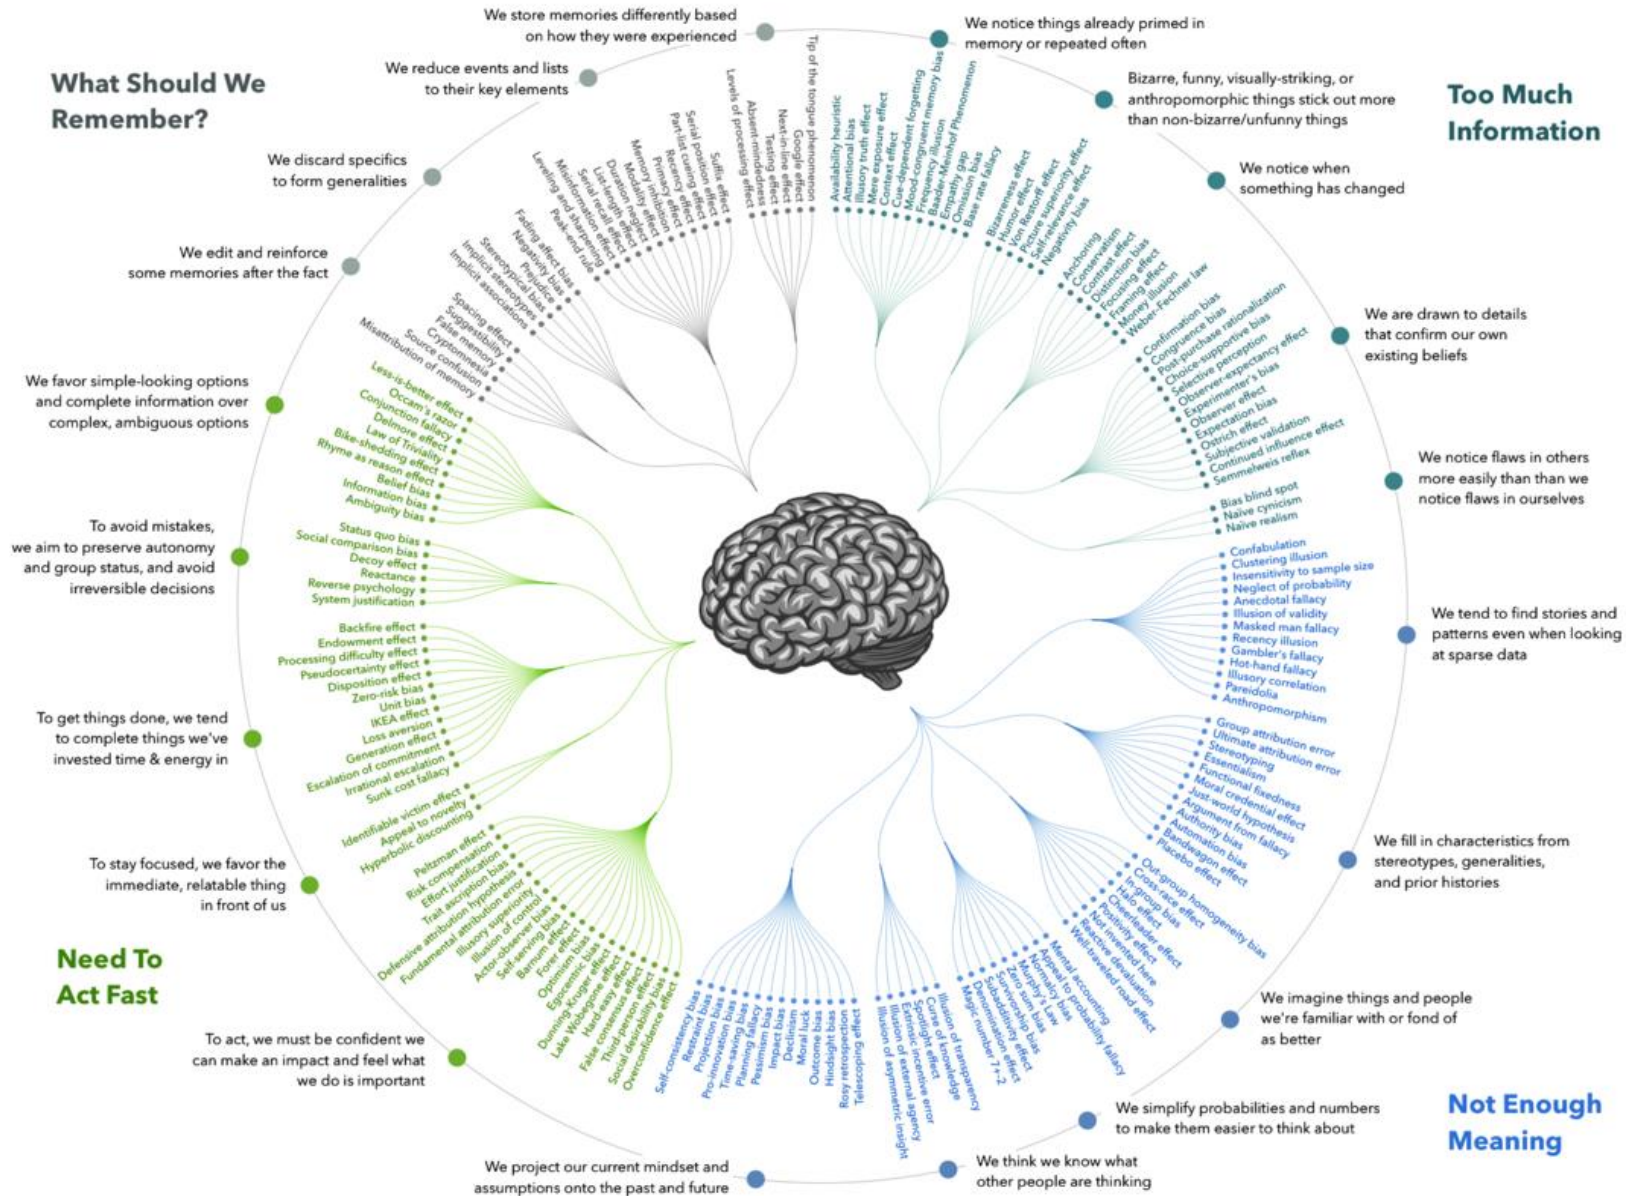 What Should We
Remember?
We store memories differently based
on how they were experienced
We reduce events and lists
to their key elements
We discard specifics
to form generalities
We edit and reinforce
some memories after the fact
Tip of the tongue phenomenon
Google effect
Next-in-line effect
Testing effect
Absent-mindedness
Levels of processing effect
Suffix effect
Serial position effect
Part-list cueing effect
Recency effect
Primacy effect
Memory inhibition
Modality effect
Duration neglect
List-length effect
Serial recall effect
Misinformation effect
Leveling and sharpening
Peak-end rule
Fading affect bias
Negativity bias
Prejudice
Stereotypical bias
Implicit stereotypes
Implicit associations
Spacing effect
Suggestibility
False memory
Cryptomnesia
Source confusion
Misattribution of memory
Too Much
Information
We notice things already primed in
memory or repeated often
Bizarre, funny, visually-striking, or
anthropomorphic things stick out more
than non-bizarre/unfunny things
We notice when
something has changed
We are drawn to details
that confirm our own
existing beliefs
We notice flaws in others
more easily than than we
notice flaws in ourselves
Availability heuristic
Attentional bias
Illusory truth effect
Mere exposure effect
Context effect
Cue-dependent forgetting
Mood-congruent memory bias
Frequency illusion
Baader-Meinhof Phenomenon
Empathy gap
Omission bias
Base rate fallacy
Bizarreness effect
Humor effect
Von Restorff effect
Picture superiority effect
Self-relevance effect
Negativity bias
Anchoring
Conservatism
Contrast effect
Distinction bias
Focusing effect
Framing effect
Money illusion
Weber-Fechner law
Confirmation bias
Congruence bias
Post-purchase rationalization
Choice-supportive bias
Selective perception
Observer-expectancy effect
Experimenter's bias
Observer effect
Expectation bias
Ostrich effect
Subjective validation
Continued influence effect
Semmelweis reflex
Bias blind spot
Naïve cynicism
Naïve realism
We tend to find stories and
patterns even when looking
at sparse data
We fill in characteristics from
stereotypes, generalities,
and prior histories
We imagine things and people
we're familiar with or fond of
as better
We simplify probabilities and numbers
to make them easier to think about
We think we know what
other people are thinking
We project our current mindset and
assumptions onto the past and future
Not Enough
Meaning
Confabulation
Clustering illusion
Insensitivity to sample size
Neglect of probability
Anecdotal fallacy
Illusion of validity
Masked man fallacy
Recency illusion
Gambler's fallacy
Hot-hand fallacy
Illusory correlation
Pareidolia
Anthropomorphism
Group attribution error
Ultimate attribution error
Stereotyping
Essentialism
Functional fixedness
Moral credential effect
Just-world hypothesis
Argument from fallacy
Authority bias
Automation bias
Bandwagon effect
Placebo effect
Out-group homogeneity bias
Cross-race effect
In-group bias
Halo effect
Cheerleader effect
Positivity effect
Not invented here
Reactive devaluation
Well-traveled road effect
Mental accounting
Appeal to probability fallacy
Normalcy bias
Murphy's Law
Zero sum bias
Survivorship bias
Subadditivity effect
Denomination effect
Magic number 7+-2
Illusion of transparency
Curse of knowledge
Spotlight effect
Extrinsic incentive error
Illusion of external agency
Illusion of asymmetric insight
Telescoping effect
Rosy retrospection
Hindsight bias
Outcome bias
Moral luck
Declinism
Impact bias
Pessimism bias
Planning fallacy
Time-saving bias
Pro-innovation bias
Projection bias
Restraint bias
Self-consistency bias
We favor simple-looking options
and complete information over
complex, ambiguous options
To avoid mistakes,
we aim to preserve autonomy
and group status, and avoid
irreversible decisions
To get things done, we tend
to complete things we've
invested time & energy in
To stay focused, we favor the
immediate, relatable thing
in front of us
Need To
Act Fast
To act, we must be confident we
can make an impact and feel what
we do is important
Less-is-better effect
Occam's razor
Conjunction fallacy
Delmore effect
Law of Triviality
Bike-shedding effect
Rhyme as reason effect
Belief bias
Information bias
Ambiguity bias
Status quo bias
Social comparison bias
Decoy effect
Reactance
Reverse psychology
System justification
Backfire effect
Endowment effect
Processing difficulty effect
Pseudocertainty effect
Disposition effect
Zero-risk bias
Unit bias
IKEA effect
Loss aversion
Generation effect
Escalation of commitment
Irrational escalation
Sunk cost fallacy
Identifiable victim effect
Appeal to novelty
Hyperbolic discounting
Peltzman effect
Risk compensation
Effort justification
Trait ascription bias
Defensive attribution hypothesis
Fundamental attribution error
Illusory superiority
Illusion of control
Actor-observer bias
Self-serving bias
Barnum effect
Forer effect
Optimism bias
Egocentric bias
Dunning-Kruger effect
Lake Wobegone effect
Hard-easy effect
False consensus effect
Third-person effect
Social desirability bias
Overconfidence effect